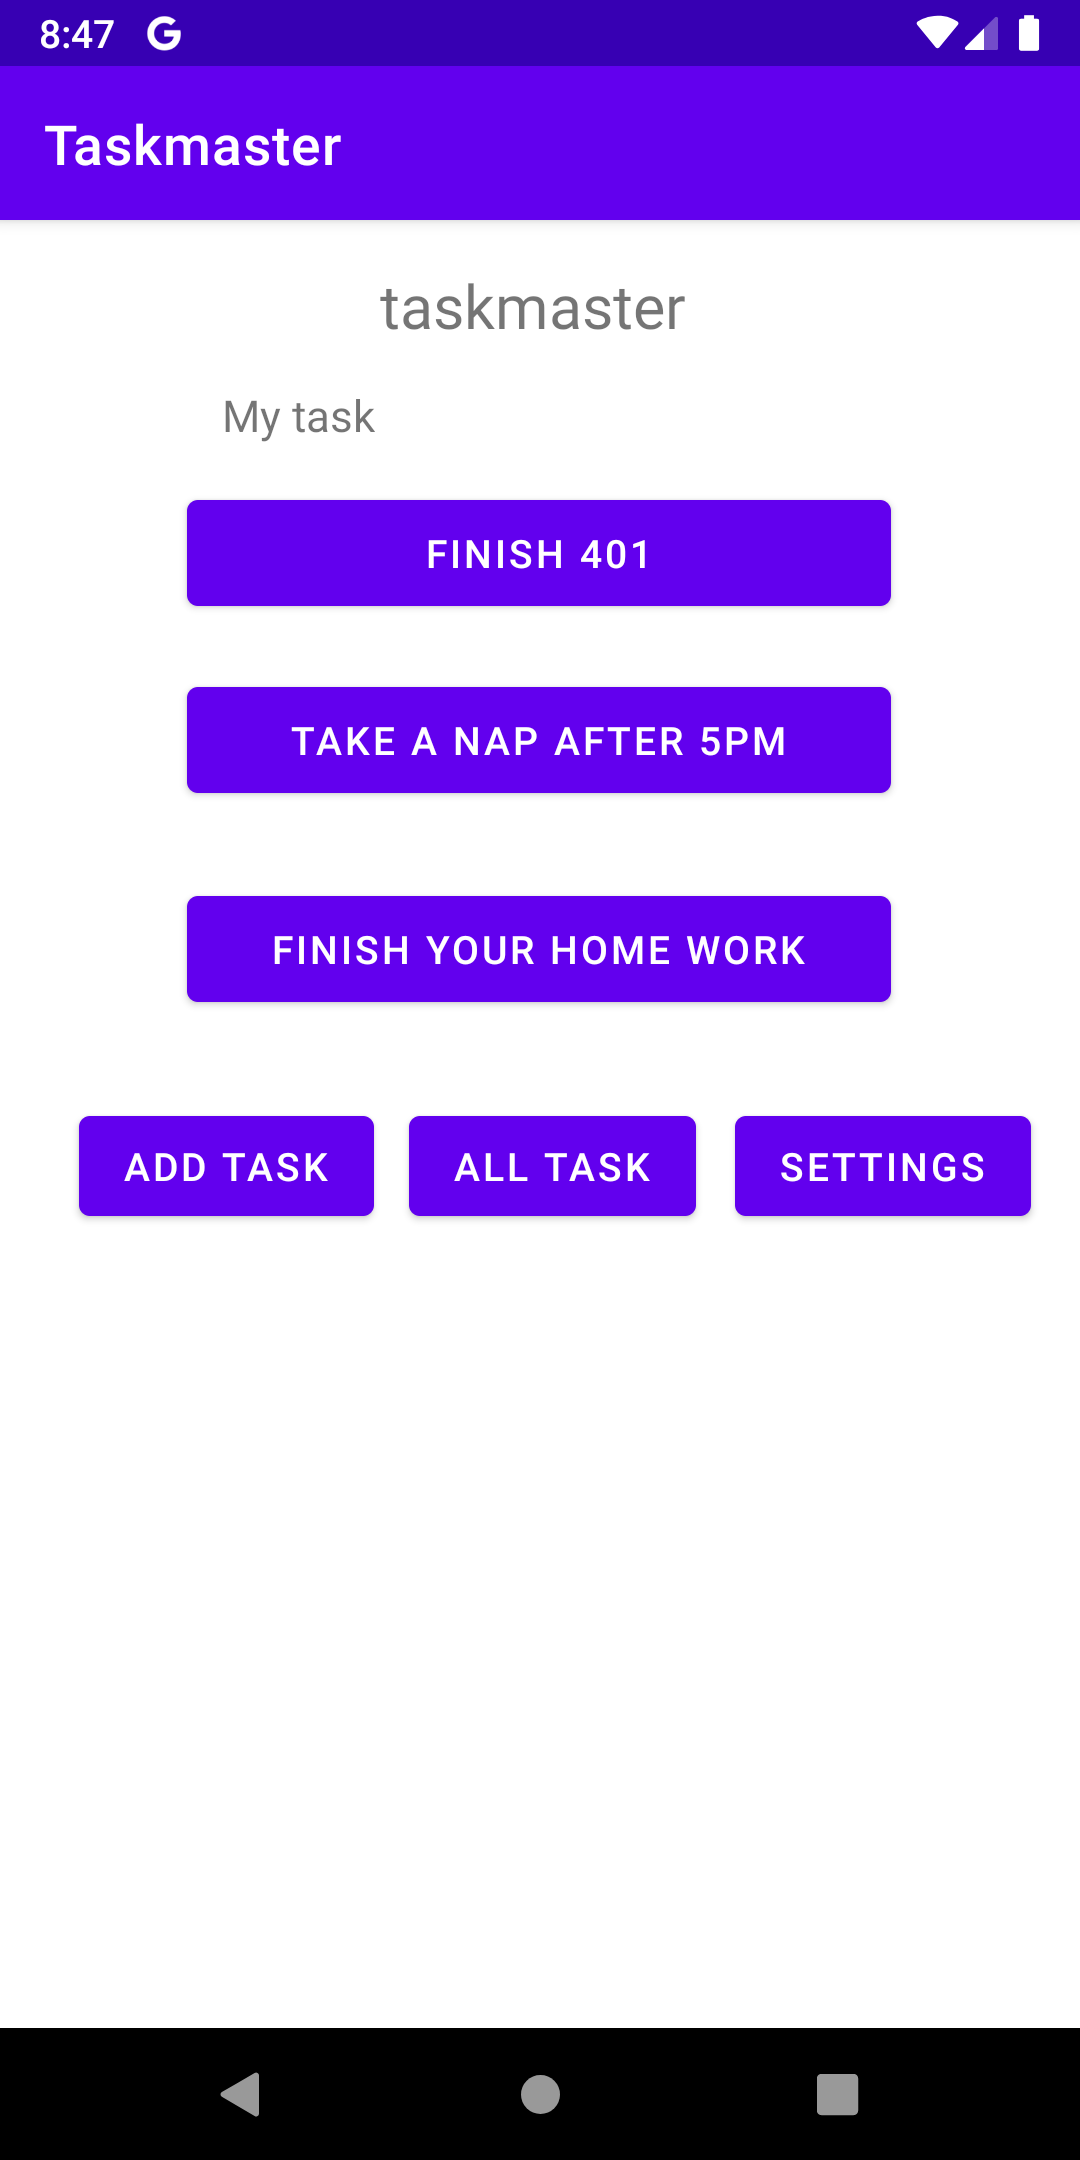 8:47 G
Taskmaster
taskmaster
My task
FINISH 401
TAKE A NAP AFTER 5PM
FINISH YOUR HOME WORK
ADD TASK ALL TASK SETTINGS